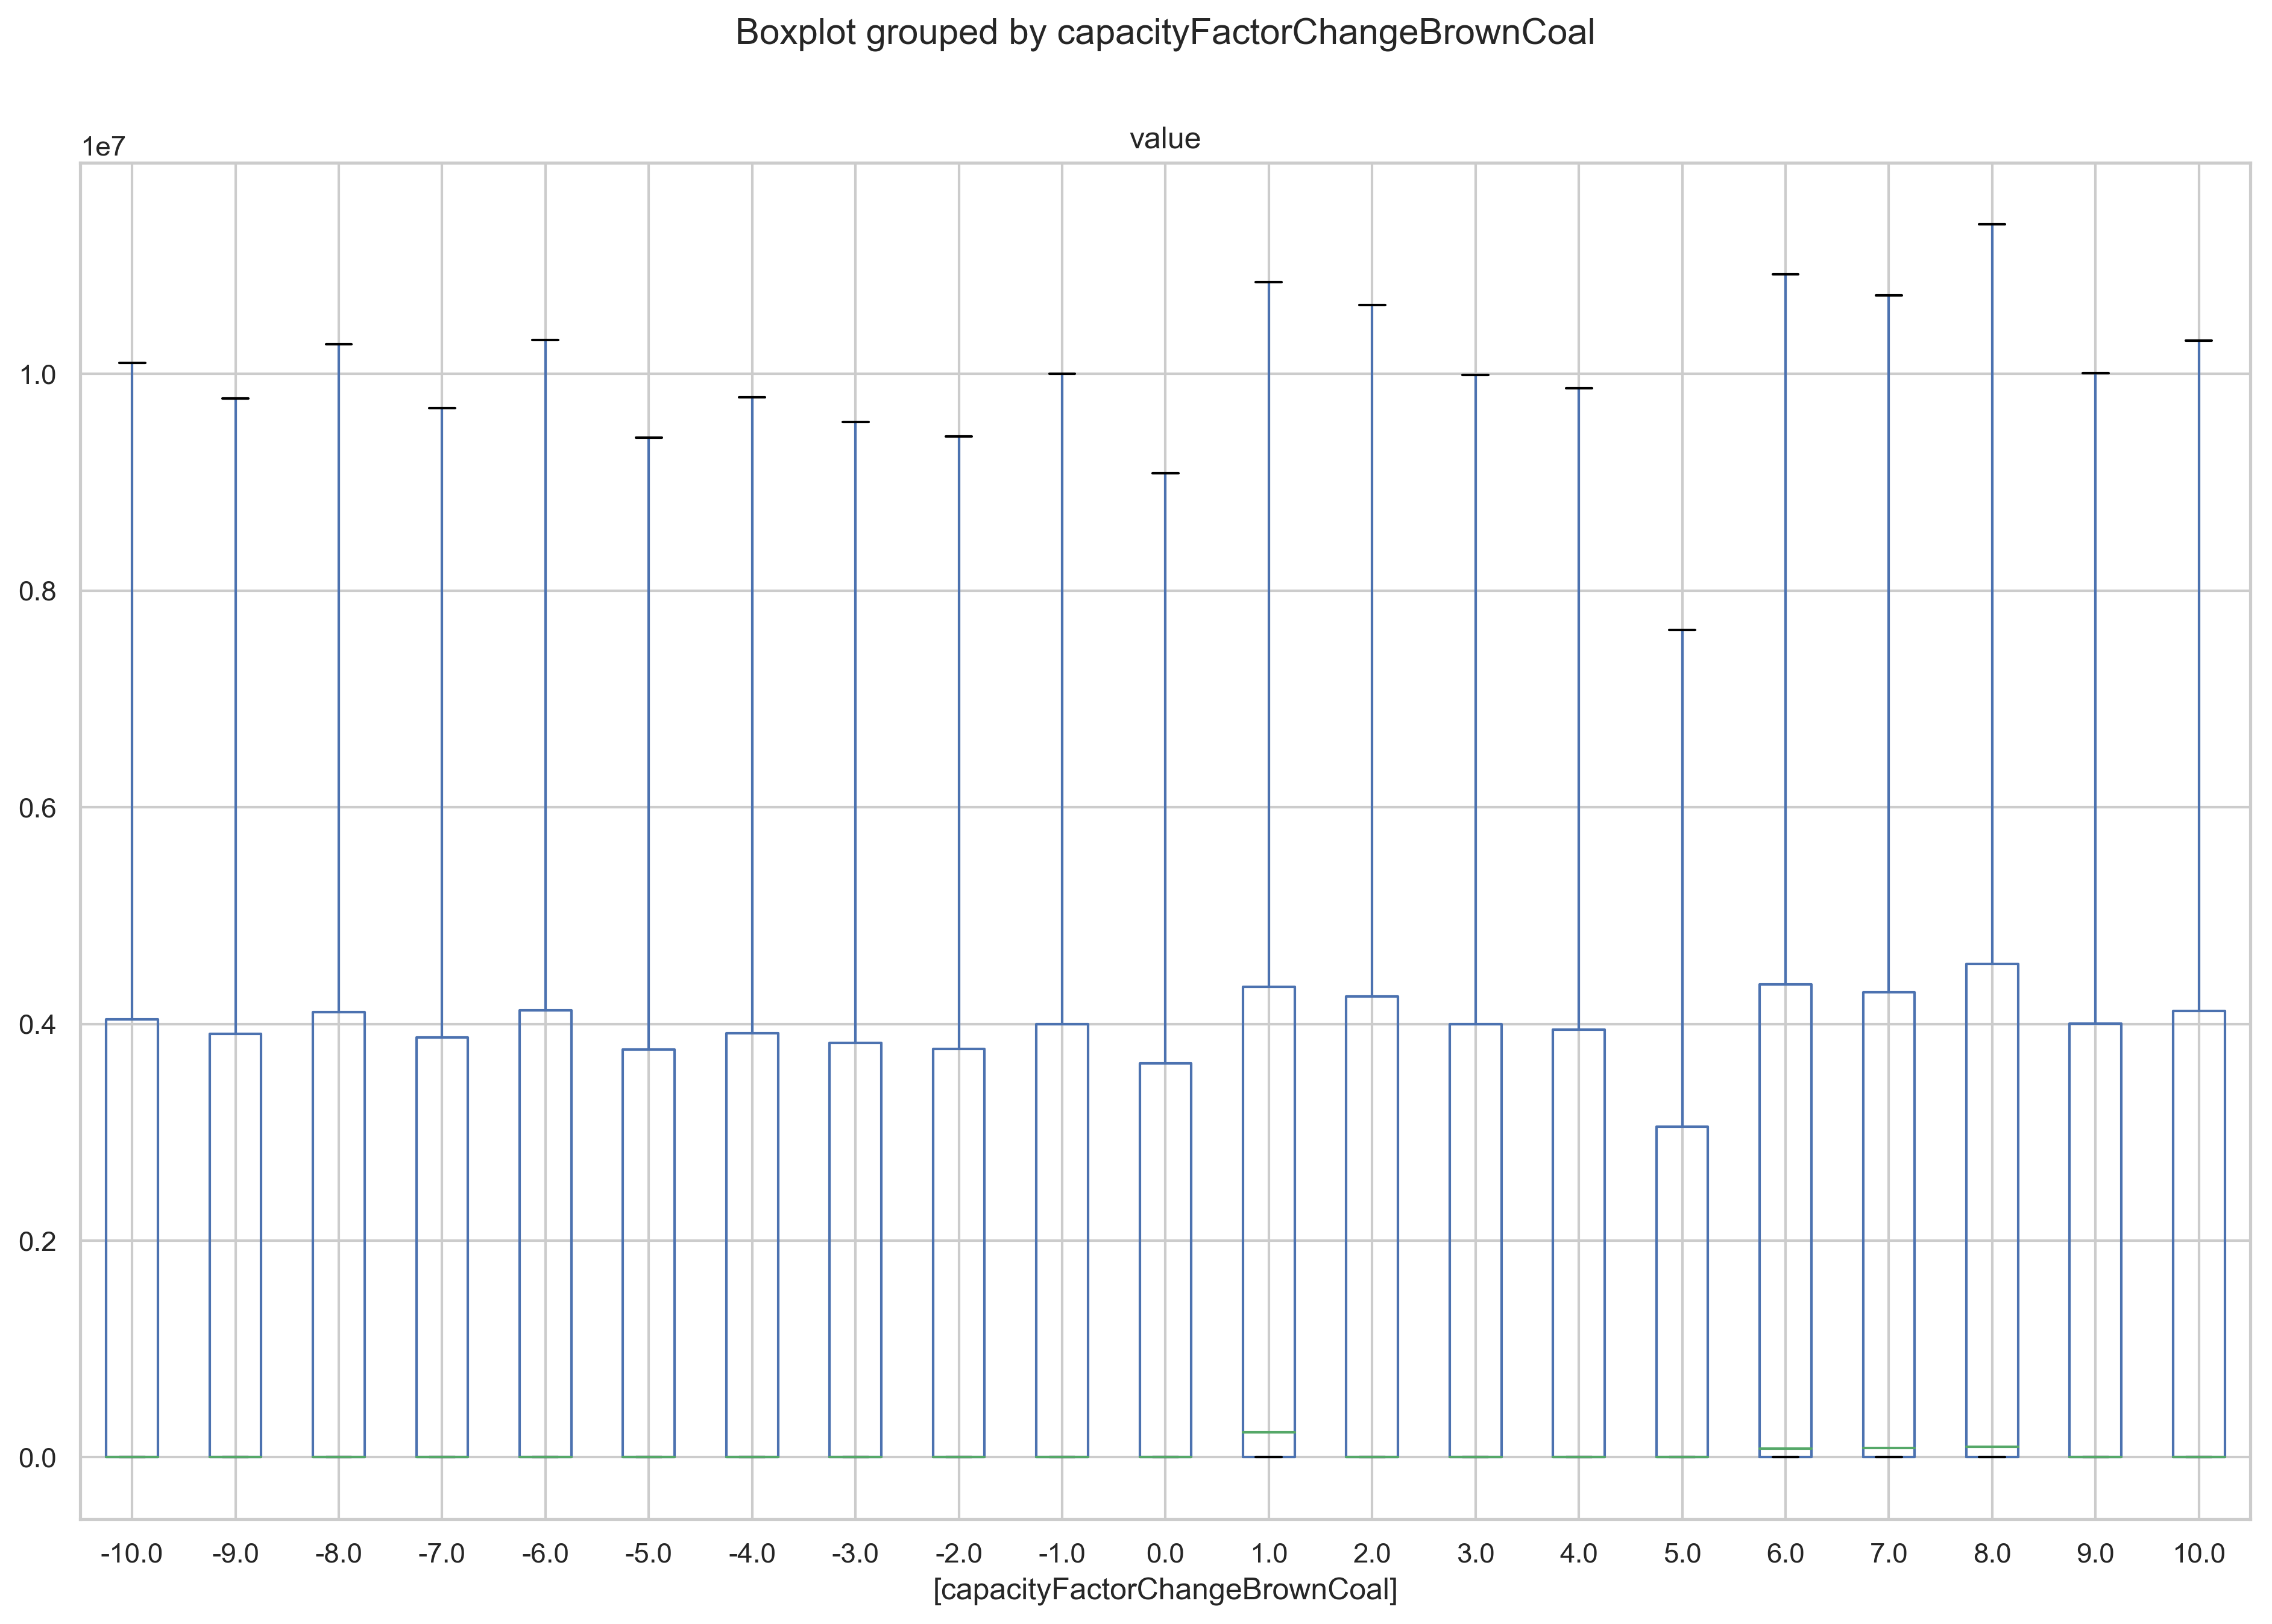 Boxplot grouped by capacityFactorChangeBrownCoal
value
1e7
1.0
0.8
0.6
0.4
0.2
0.0
-10.0 -9.0 -8.0 -7.0 -6.0 -5.0 -4.0 -3.0 -2.0 -1.0 0.0 1.0 2.0 3.0 4.0 5.0 6.0 7.0 8.0 9.0 10.0
[capacityFactorChangeBrownCoal]